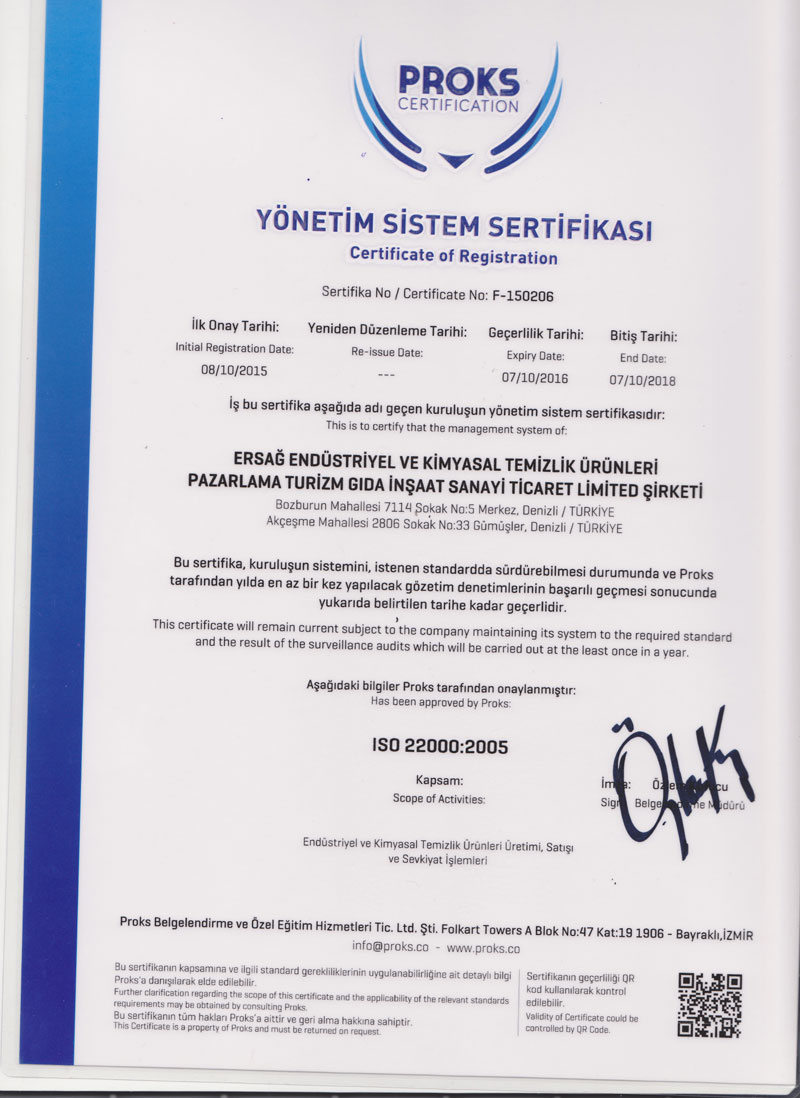 PROKS
CERTIFICATION
YÖNETİM SİSTEM SERTİFİKASI
Certificate of Registration
Sertifika No / Certificate No: F-150206
İlk Onay Tarihi: Yeniden Düzenleme Tarihi: Geçerlilik Tarihi: Bitiş Tarihi:
Initial Registration Date: Re-issue Date: Expiry Date: End Date:
08/10/2015 --- 07/10/2016 07/10/2018
İş bu sertifika aşağıda adı geçen kuruluşun yönetim sistem sertifikasıdır:
This is to certify that the management system of:
ERSAĞ ENDÜSTRİYEL VE KİMYASAL TEMİZLİK ÜRÜNLERİ
PAZARLAMA TURİZM GIDA İNŞAAT SANAYİ TİCARET LİMİTED ŞİRKETİ
Bozburun Mahallesi 7114 Sokak No:5 Merkez, Denizli / TÜRKİYE
Akçeşme Mahallesi 2806 Sokak No:33 Gümüşler, Denizli / TÜRKİYE
Bu sertifika, kuruluşun sistemini, istenen standardda sürdürebilmesi durumunda ve Proks
tarafından yılda en az bir kez yapılacak gözetim denetimlerinin başarılı geçmesi sonucunda
yukarıda belirtilen tarihe kadar geçerlidir.
This certificate will remain current subject to the company maintaining its system to the required standard
and the result of the surveillance audits which will be carried out at the least once in a year.
Aşağıdaki bilgiler Proks tarafından onaylanmıştır:
Has been approved by Proks:
ISO 22000:2005
Kapsam:
Scope of Activities:
Müdürü
Endüstriyel ve Kimyasal Temizlik Ürünleri Üretimi, Satışı
ve Sevkiyat İşlemleri
Proks Belgelendirme ve Özel Eğitim Hizmetleri Tic. Ltd. Şti. Folkart Towers A Blok No:47 Kat:19 1906 - Bayraklı,İZMİR
info@proks.co - www.proks.co
Bu sertifikanın kapsamına ve ilgili standard gerekliliklerinin uygulanabilirliğine ait detaylı bilgi
Proks'a danışılarak elde edilebilir.
Further clarification regarding the scope of this certificate and the applicability of the relevant standards
requirements may be obtained by consulting Proks.
Bu sertifikanın tüm hakları Proks'a aittir ve geri alma hakkına sahiptir.
This Certificate is a property of Proks and must be returned on request.
Sertifikanın geçerliliği QR
kod kullanılarak kontrol
edilebilir.
Validity of Certificate could be
controlled by QR Code.